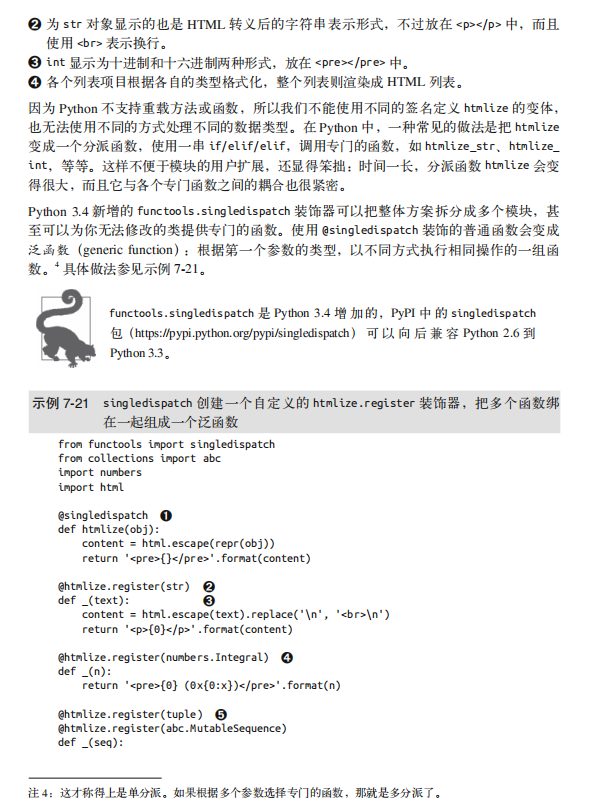 ❷ 为 str 对象显示的也是 HTML 转义后的字符串表示形式，不过放在 <p></p> 中，而且
使用 <br> 表示换行。
❸ int 显示为十进制和十六进制两种形式，放在 <pre></pre> 中。
❹ 各个列表项目根据各自的类型格式化，整个列表则渲染成 HTML 列表。
因为 Python 不支持重载方法或函数，所以我们不能使用不同的签名定义 htmlize 的变体，
也无法使用不同的方式处理不同的数据类型。在 Python 中，一种常见的做法是把 htmlize
变成一个分派函数，使用一串 if/elif/elif，调用专门的函数，如 htmlize_str、htmlize_
int，等等。这样不便于模块的用户扩展，还显得笨拙：时间一长，分派函数 htmlize 会变
得很大，而且它与各个专门函数之间的耦合也很紧密。
Python 3.4 新增的 functools.singledispatch 装饰器可以把整体方案拆分成多个模块，甚
至可以为你无法修改的类提供专门的函数。使用 @singledispatch 装饰的普通函数会变成
泛函数（generic function）：根据第一个参数的类型，以不同方式执行相同操作的一组函
数。4 具体做法参见示例 7-21。
functools.singledispatch 是 Python 3.4 增加的，PyPI 中的 singledispatch
包（https://pypi.python.org/pypi/singledispatch）可以向后兼容 Python 2.6 到
Python 3.3。
示例 7-21 singledispatch 创建一个自定义的 htmlize.register 装饰器，把多个函数绑
在一起组成一个泛函数
from functools import singledispatch
from collections import abc
import numbers
import html
@singledispatch ❶
def htmlize(obj):
    content = html.escape(repr(obj))
    return '<pre>{}</pre>'.format(content)
@htmlize.register(str) ❷
def _(text): ❸
    content = html.escape(text).replace('\n', '<br>\n')
    return '<p>{0}</p>'.format(content)
@htmlize.register(numbers.Integral) ❹
def _(n):
    return '<pre>{0} (0x{0:x})</pre>'.format(n)
@htmlize.register(tuple) ❺
@htmlize.register(abc.MutableSequence)
def _(seq):
注 4：这才称得上是单分派。如果根据多个参数选择专门的函数，那就是多分派了。